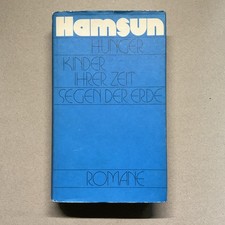 Hamsun
HUNGER
KINDER
IHRER ZEIT
SEGEN DER ERDE
ROMANE